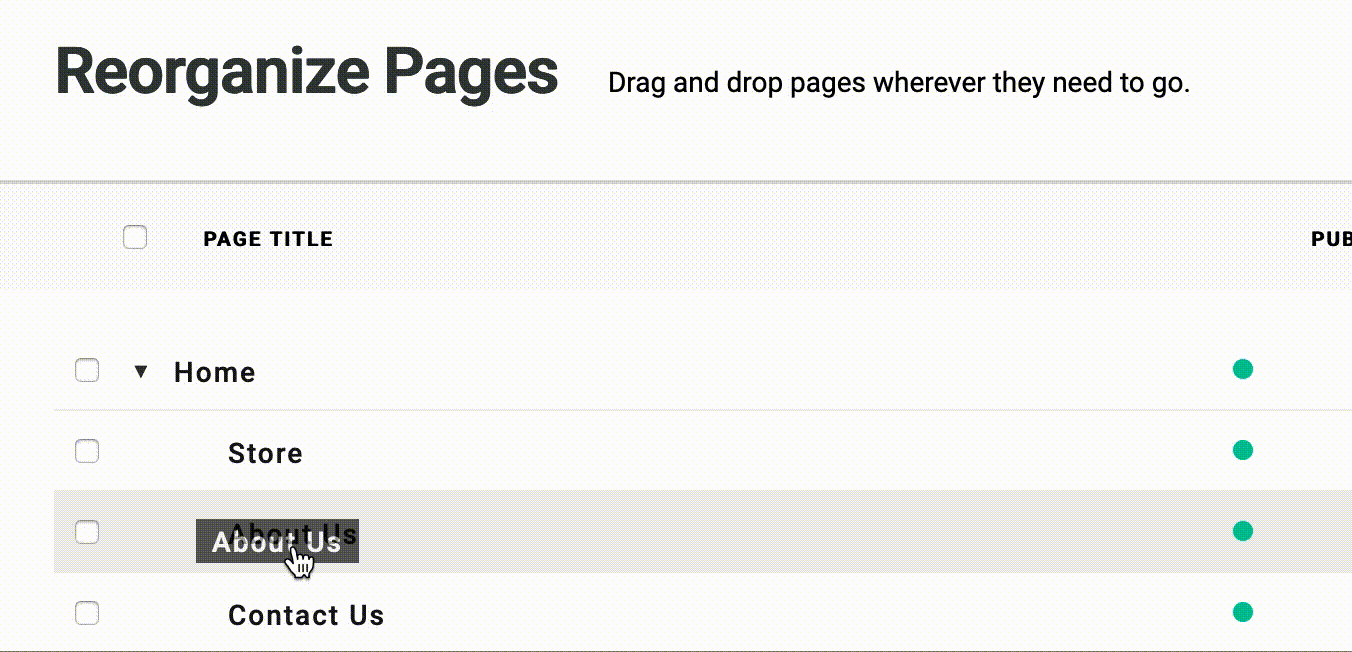 Reorganize Pages Drag and drop pages wherever they need to go.
PAGE TITLE PUB
Home
Store
About Us
About Us
Contact Us